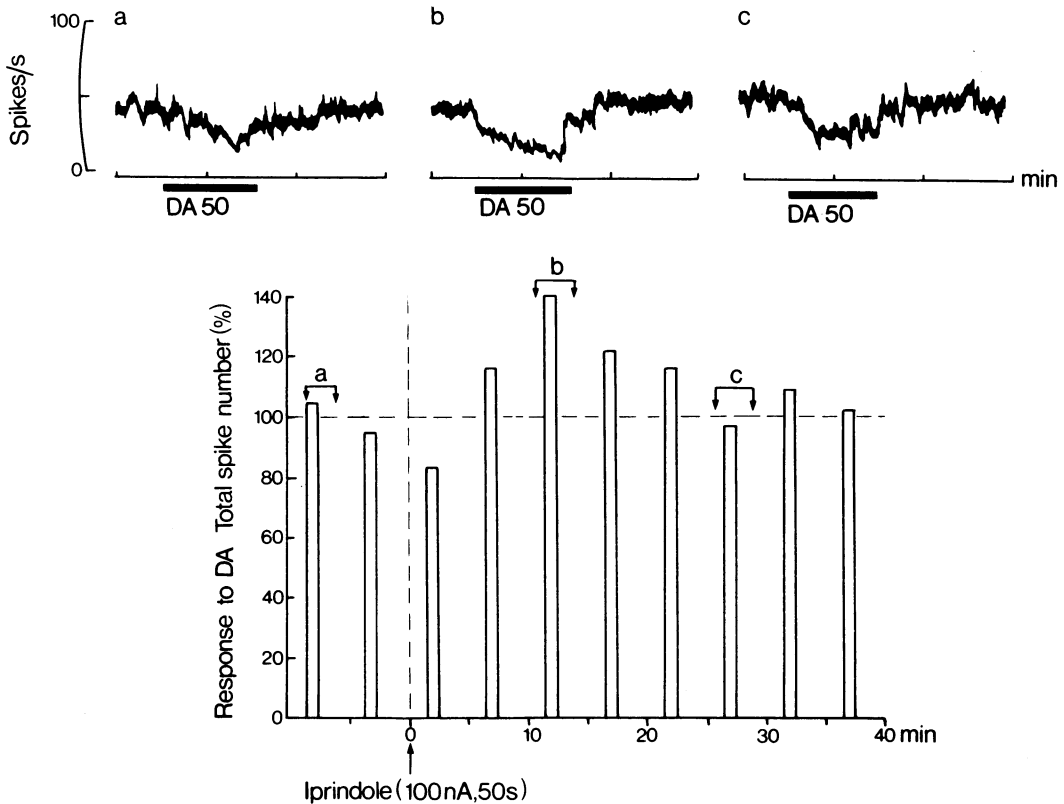 a
b
c
100
Spikes/s
0
min
DA 50
DA 50
DA 50
b
140
120
a
c
100
80
60
40
20
0
Response to DA Total spike number (%)
0
10
20
30
40 min
Iprindole (100 nA, 50s)